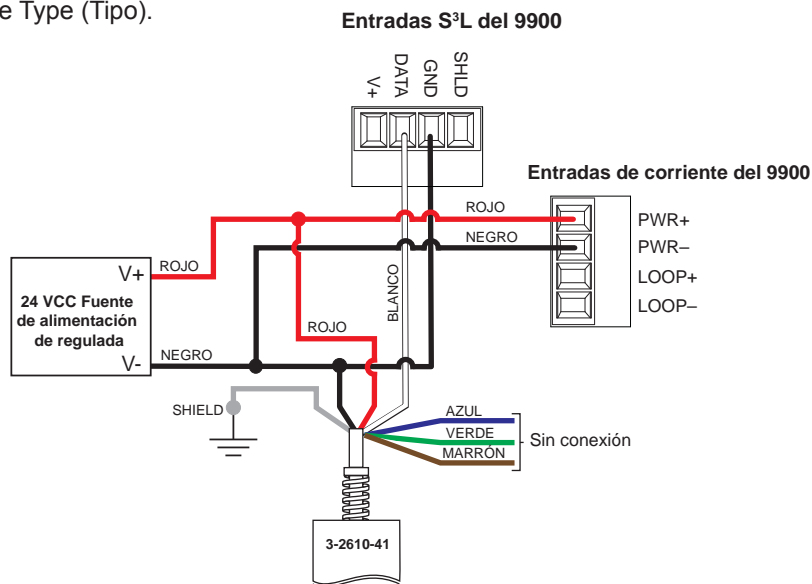 e Type (Tipo).
Entradas S³L del 9900
V+
DATA
GND
SHLD
Entradas de corriente del 9900
ROJO
PWR+
NEGRO
PWR–
LOOP+
LOOP–
V+
ROJO
24 VCC Fuente
de alimentación
de regulada
V-
NEGRO
ROJO
BLANCO
SHIELD
AZUL
VERDE
MARRÓN
Sin conexión
3-2610-41